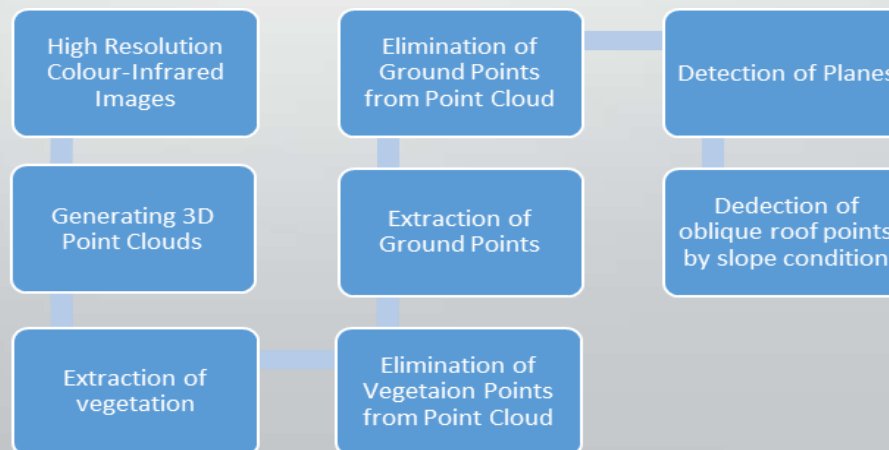 High Resolution
Colour-Infrared
Images
Generating 3D
Point Clouds
Extraction of
vegetation
Elimination of
Vegetaion Points
from Point Cloud
Extraction of
Ground Points
Elimination of
Ground Points
from Point Cloud
Detection of Planes
Dedection of
oblique roof points
by slope condition